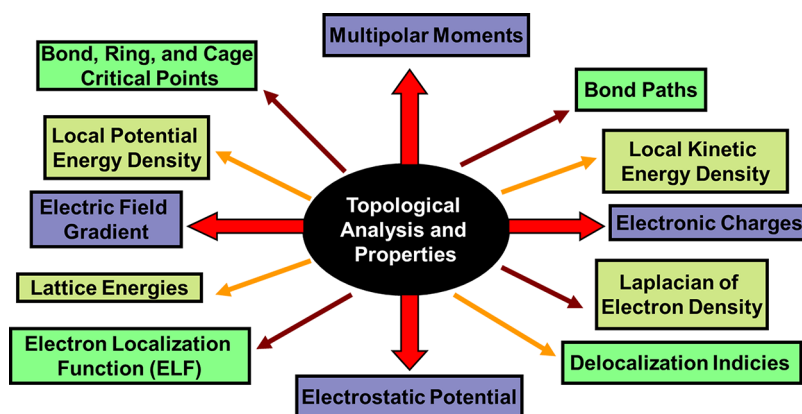 Multipolar Moments
Bond, Ring, and Cage
Critical Points
Bond Paths
Local Potential
Energy Density
Local Kinetic
Energy Density
Topological
Analysis and
Properties
Electric Field
Gradient
Electronic Charges
Lattice Energies
Laplacian of
Electron Density
Electron Localization
Function (ELF)
Delocalization Indicies
Electrostatic Potential